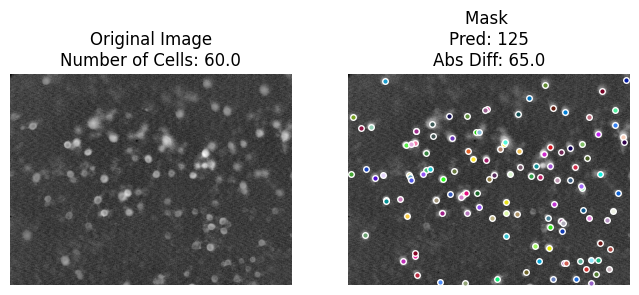 Original Image
Number of Cells: 60.0
Mask
Pred: 125
Abs Diff: 65.0